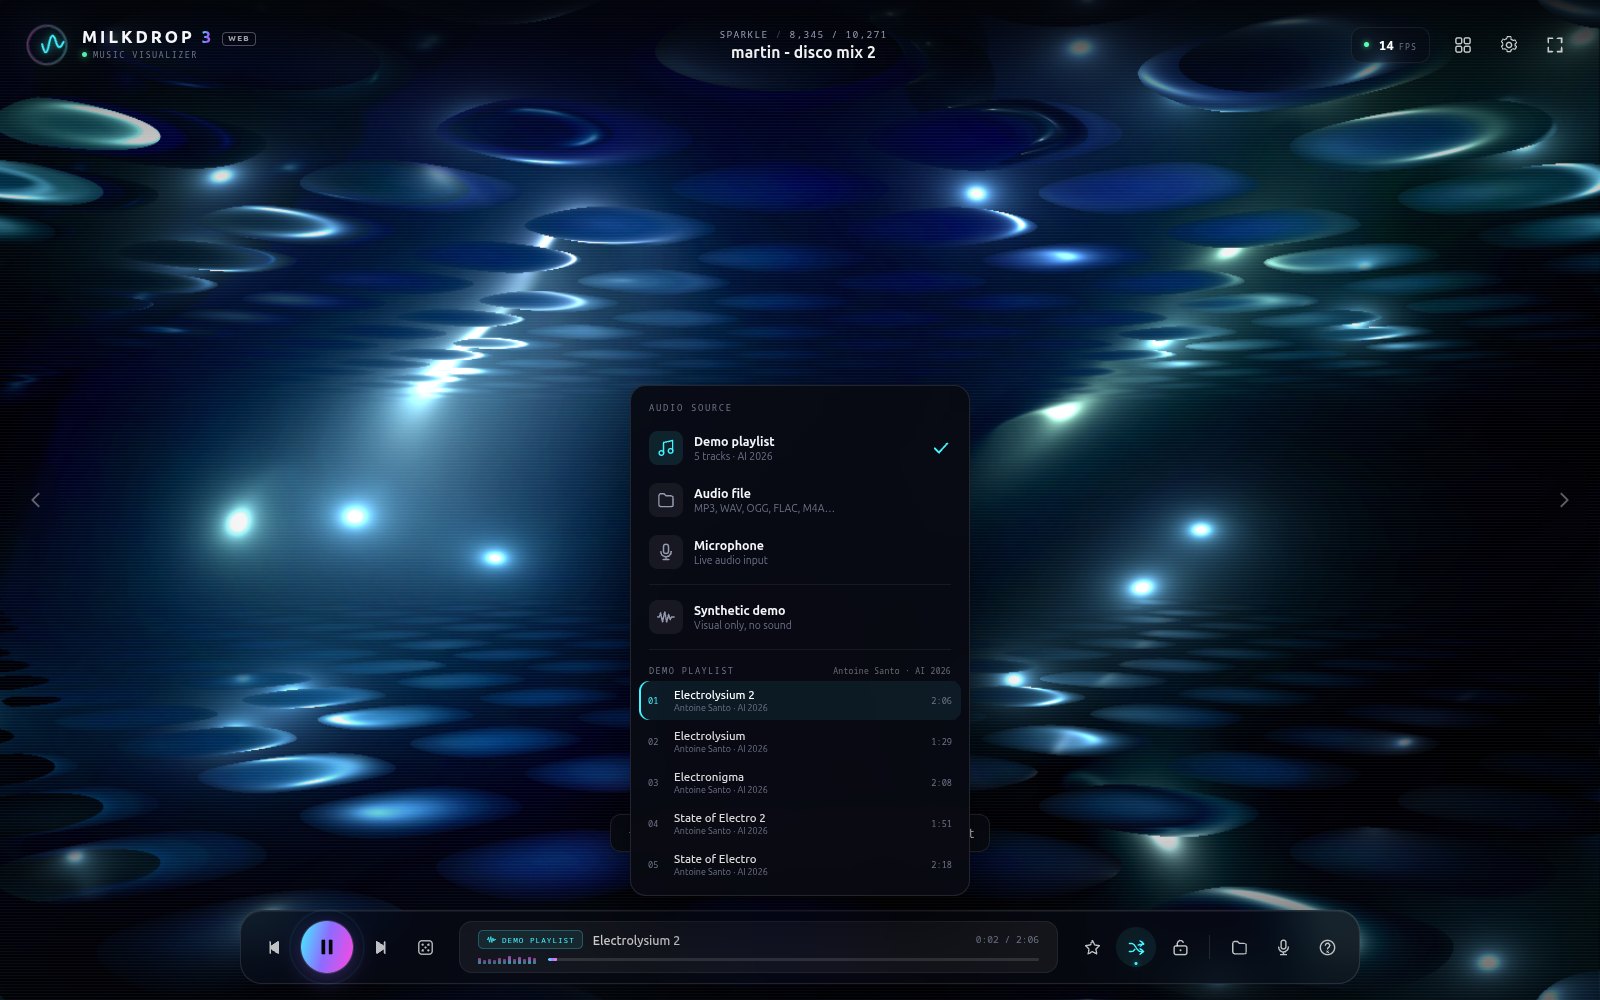 MILKDROP 3 WEB
MUSIC VISUALIZER
SPARKLE / 8,345 / 10,271
martin - disco mix 2
14 FPS
AUDIO SOURCE
Demo playlist
5 tracks · AI 2026
Audio file
MP3, WAV, OGG, FLAC, M4A...
Microphone
Live audio input
Synthetic demo
Visual only, no sound
DEMO PLAYLIST Antoine Santo · AI 2026
01 Electrolysium 2 2:06
Antoine Santo · AI 2026
02 Electrolysium 1:29
Antoine Santo · AI 2026
03 Electronigma 2:08
Antoine Santo · AI 2026
04 State of Electro 2 1:51
Antoine Santo · AI 2026
05 State of Electro 2:18
Antoine Santo · AI 2026
DEMO PLAYLIST Electrolysium 2 0:02 / 2:06